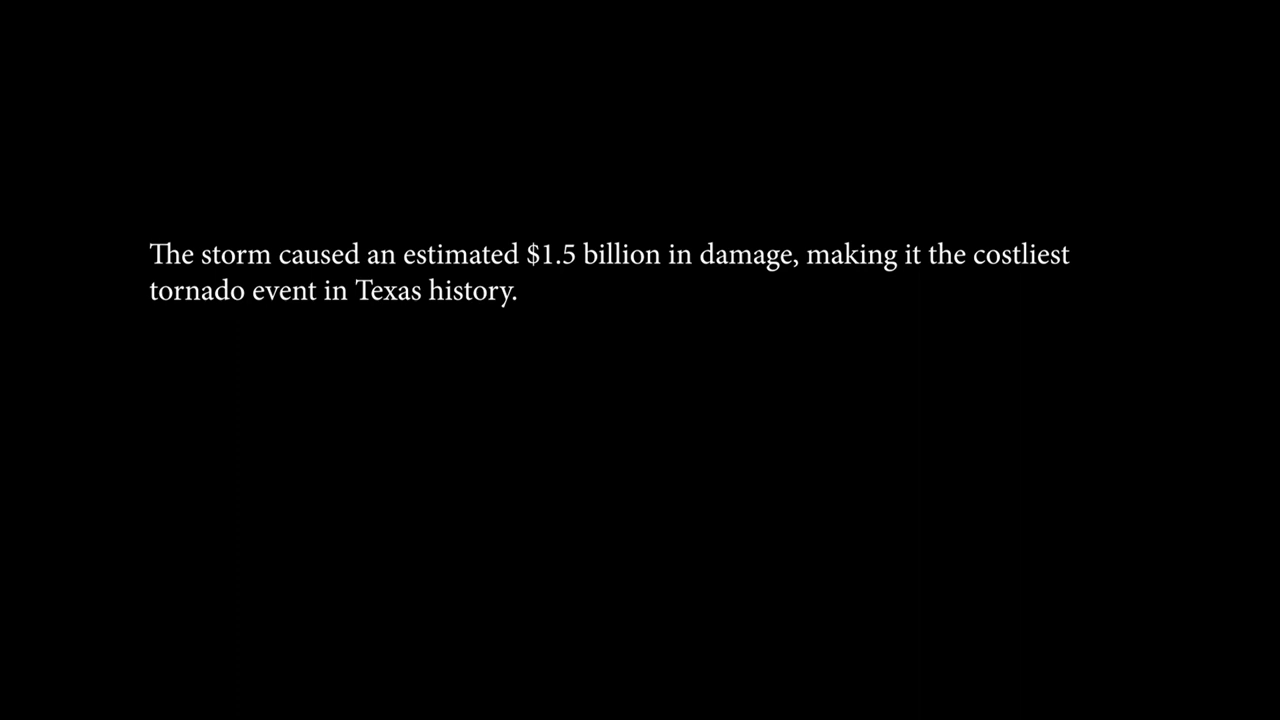 The storm caused an estimated $1.5 billion in damage, making it the costliest
tornado event in Texas history.